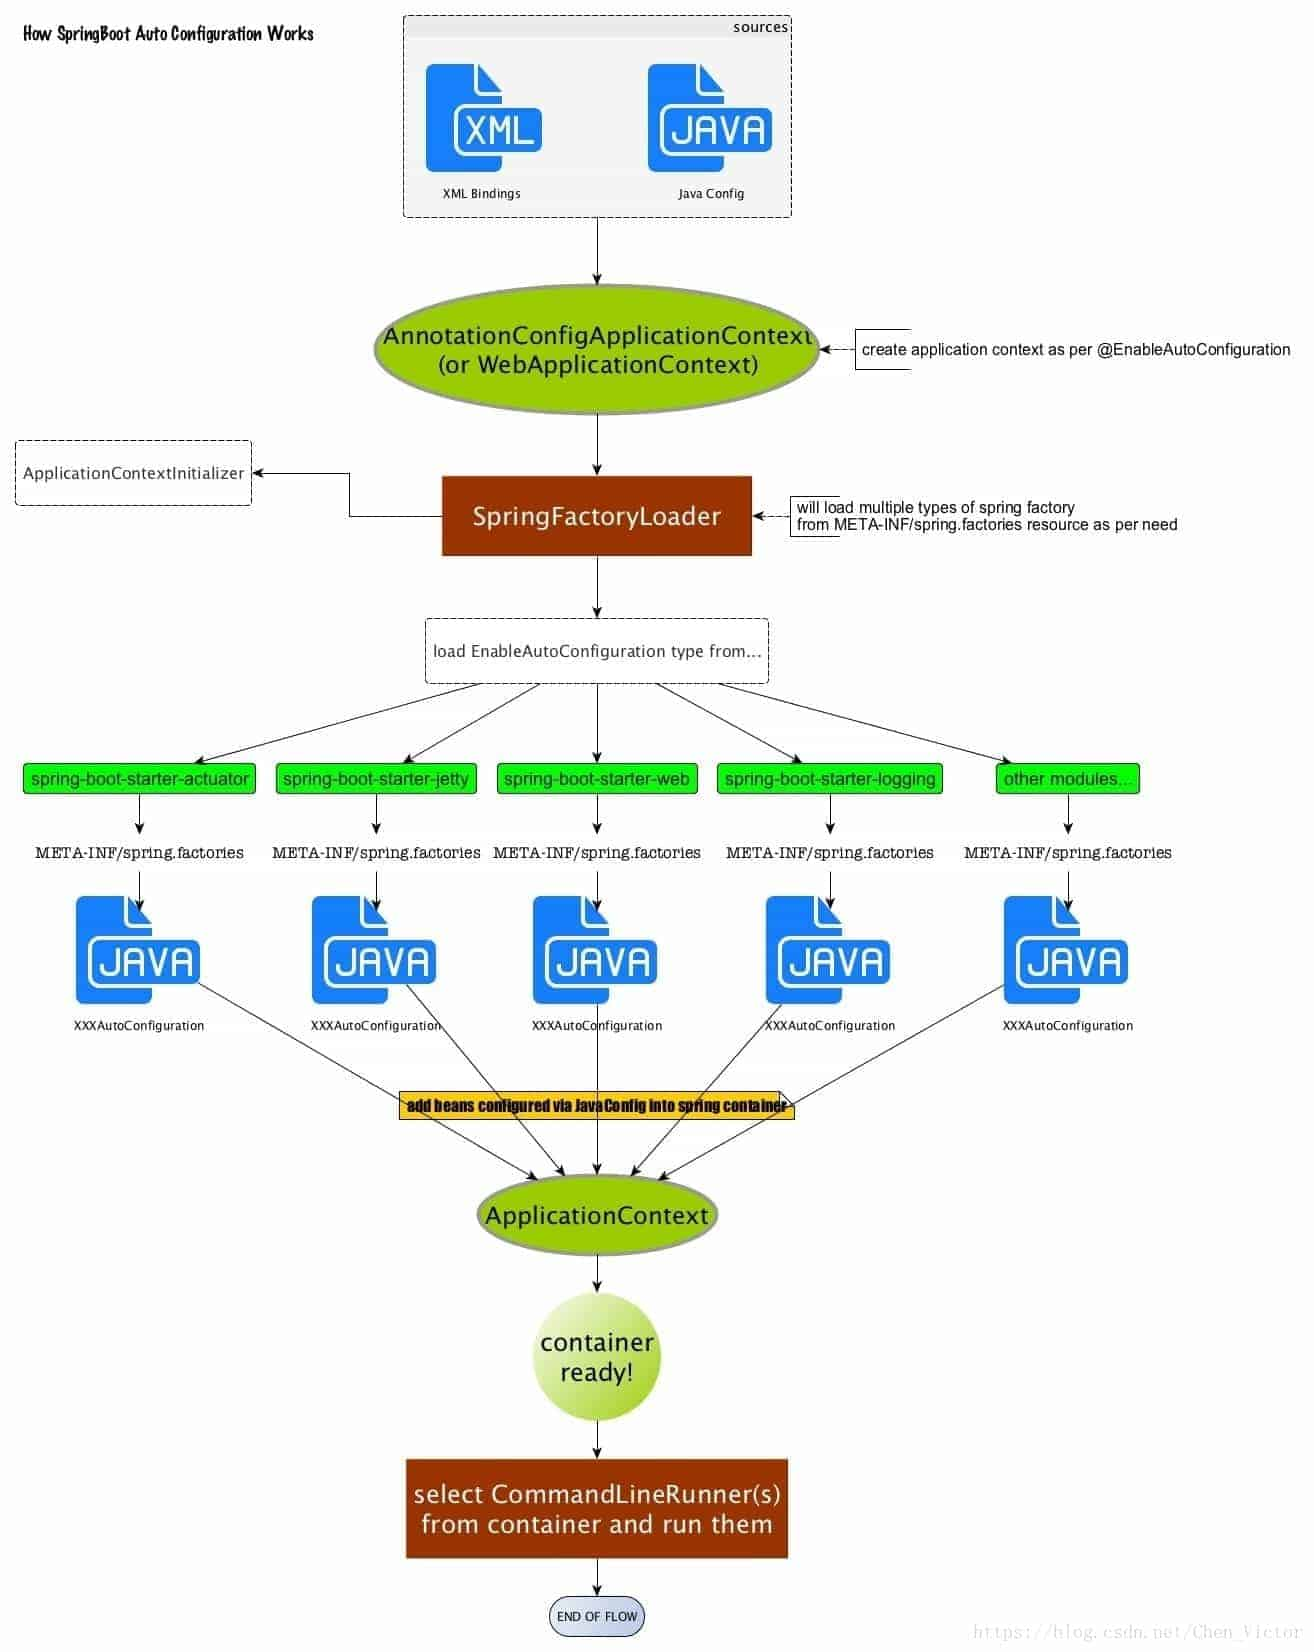 How SpringBoot Auto Configuration Works
sources
XML
JAVA
XML Bindings
Java Config
AnnotationConfigApplicationContext
(or WebApplicationContext)
create application context as per @EnableAutoConfiguration
ApplicationContextInitializer
SpringFactoryLoader
will load multiple types of spring factory
from META-INF/spring.factories resource as per need
load EnableAutoConfiguration type from...
spring-boot-starter-actuator
spring-boot-starter-jetty
spring-boot-starter-web
spring-boot-starter-logging
other modules...
META-INF/spring.factories
META-INF/spring.factories
META-INF/spring.factories
META-INF/spring.factories
META-INF/spring.factories
JAVA
JAVA
JAVA
JAVA
JAVA
XXXAutoConfiguration
XXXAutoConfiguration
XXXAutoConfiguration
XXXAutoConfiguration
XXXAutoConfiguration
add beans configured via JavaConfig into spring container
ApplicationContext
container
ready!
select CommandLineRunner(s)
from container and run them
END OF FLOW
https://blog.csdn.net/Chen_Victor